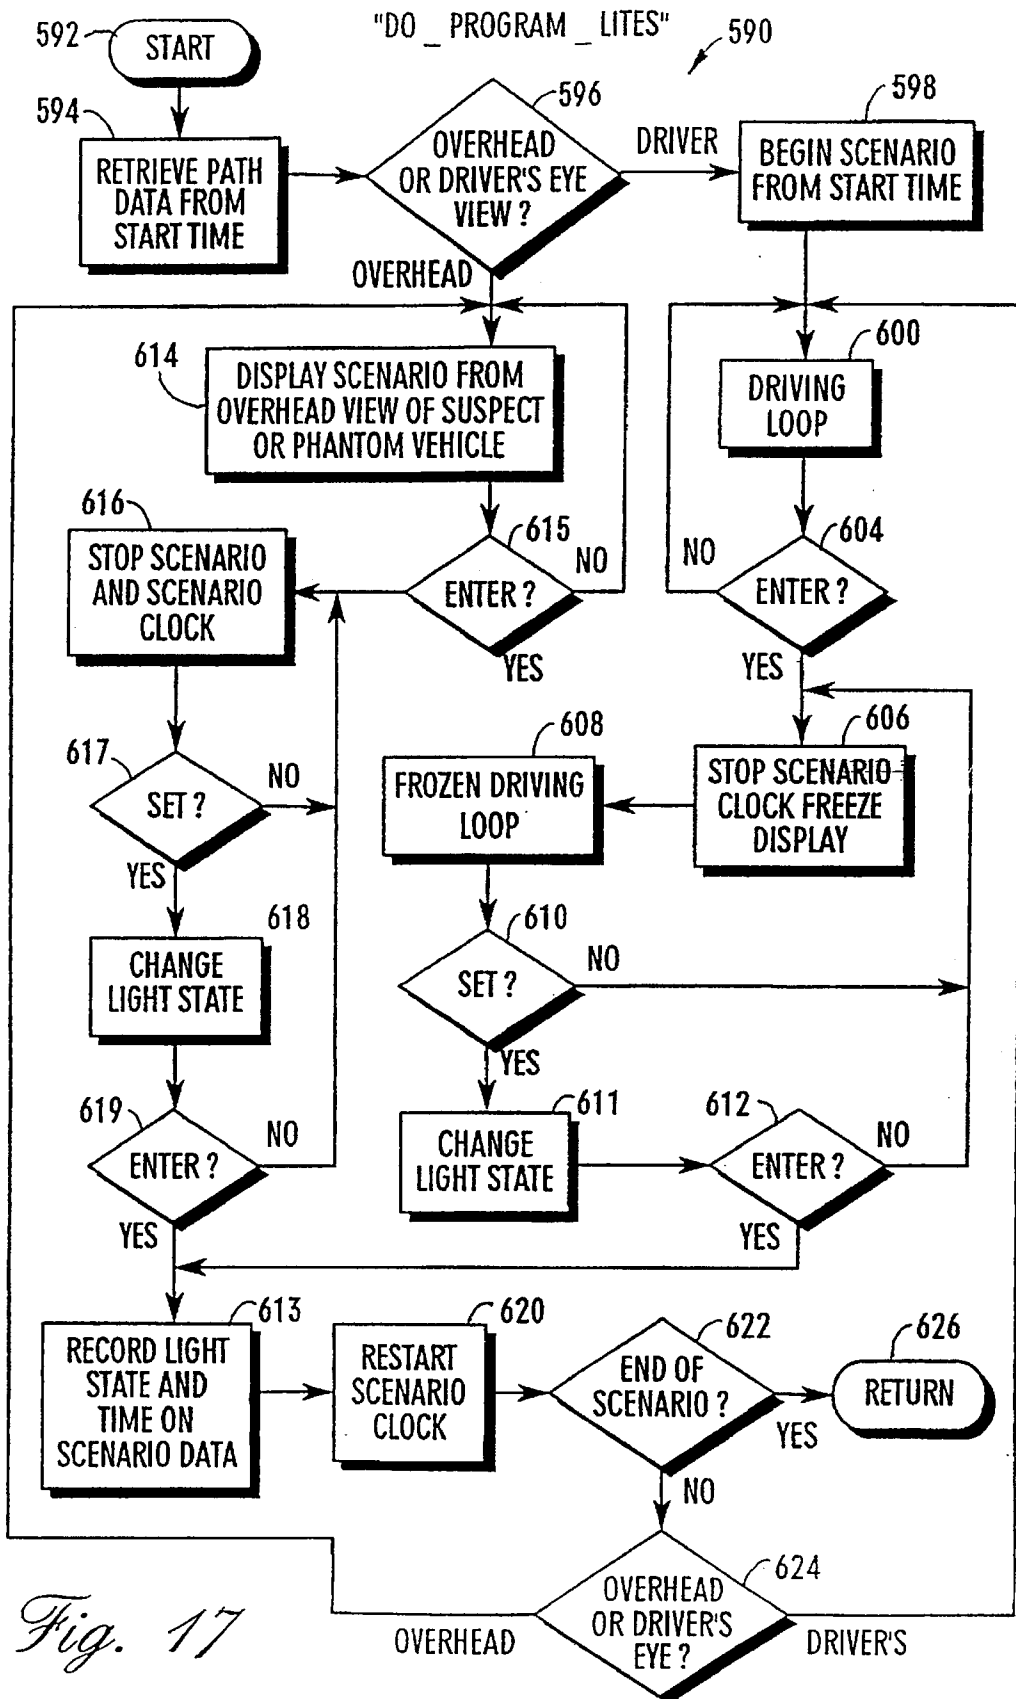 "DO _ PROGRAM _ LITES"
590
592
START
594
RETRIEVE PATH
DATA FROM
START TIME
596
OVERHEAD
OR DRIVER'S EYE
VIEW ?
DRIVER
598
BEGIN SCENARIO
FROM START TIME
OVERHEAD
614
DISPLAY SCENARIO FROM
OVERHEAD VIEW OF SUSPECT
OR PHANTOM VEHICLE
600
DRIVING
LOOP
616
STOP SCENARIO
AND SCENARIO
CLOCK
615
ENTER ?
NO
YES
604
NO
ENTER ?
YES
617
SET ?
NO
YES
608
FROZEN DRIVING
LOOP
606
STOP SCENARIO
CLOCK FREEZE
DISPLAY
618
CHANGE
LIGHT STATE
610
SET ?
NO
YES
619
ENTER ?
NO
YES
611
CHANGE
LIGHT STATE
612
ENTER ?
NO
YES
613
RECORD LIGHT
STATE AND
TIME ON
SCENARIO DATA
620
RESTART
SCENARIO
CLOCK
622
END OF
SCENARIO ?
YES
NO
626
RETURN
624
OVERHEAD
OR DRIVER'S
EYE ?
OVERHEAD
DRIVER'S
Fig. 17